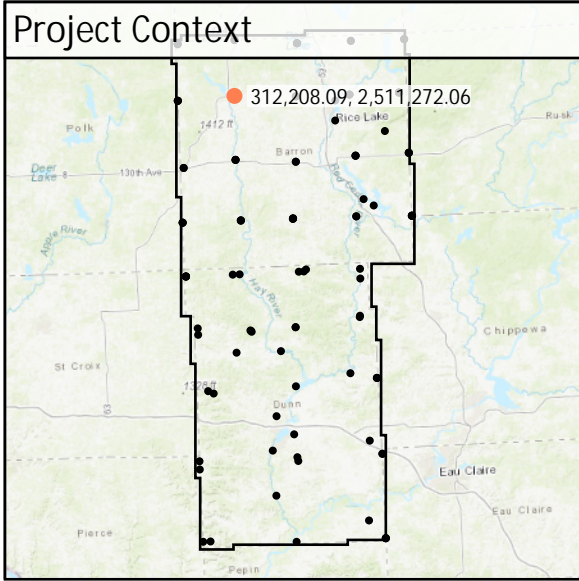 Project Context
312,208.09, 2,511,272.06
Rice Lake
Rusk
1412 ft
Polk
Barron
Deer
Lake 8
130th Ave
Red Cedar River
Apple River
Hay River
Chippewa
St Croix
1328 ft
63
Dunn
Eau Claire
Eau Claire
Pierce
Pepin